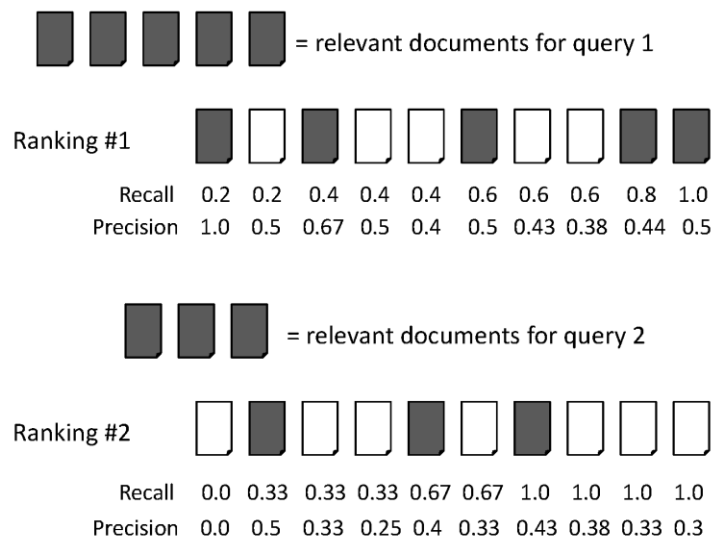 = relevant documents for query 1
Ranking #1
Recall 0.2 0.2 0.4 0.4 0.4 0.6 0.6 0.6 0.8 1.0
Precision 1.0 0.5 0.67 0.5 0.4 0.5 0.43 0.38 0.44 0.5
= relevant documents for query 2
Ranking #2
Recall 0.0 0.33 0.33 0.33 0.67 0.67 1.0 1.0 1.0 1.0
Precision 0.0 0.5 0.33 0.25 0.4 0.33 0.43 0.38 0.33 0.3